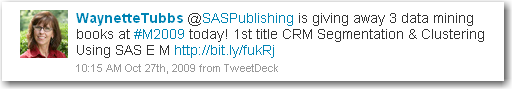 WaynetteTubbs @SASPublishing is giving away 3 data mining
books at #M2009 today! 1st title CRM Segmentation & Clustering
Using SAS E M http://bit.ly/fukRj
10:15 AM Oct 27th, 2009 from TweetDeck